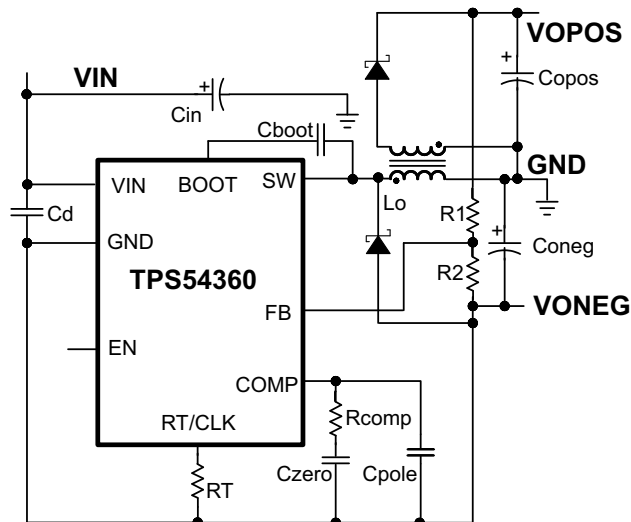 VOPOS
VIN
+
Copos
+
Cin
Cboot
GND
VIN
BOOT
SW
Lo
R1
Cd
GND
+
Coneg
TPS54360
R2
FB
VONEG
EN
COMP
RT/CLK
Rcomp
RT
Czero
Cpole